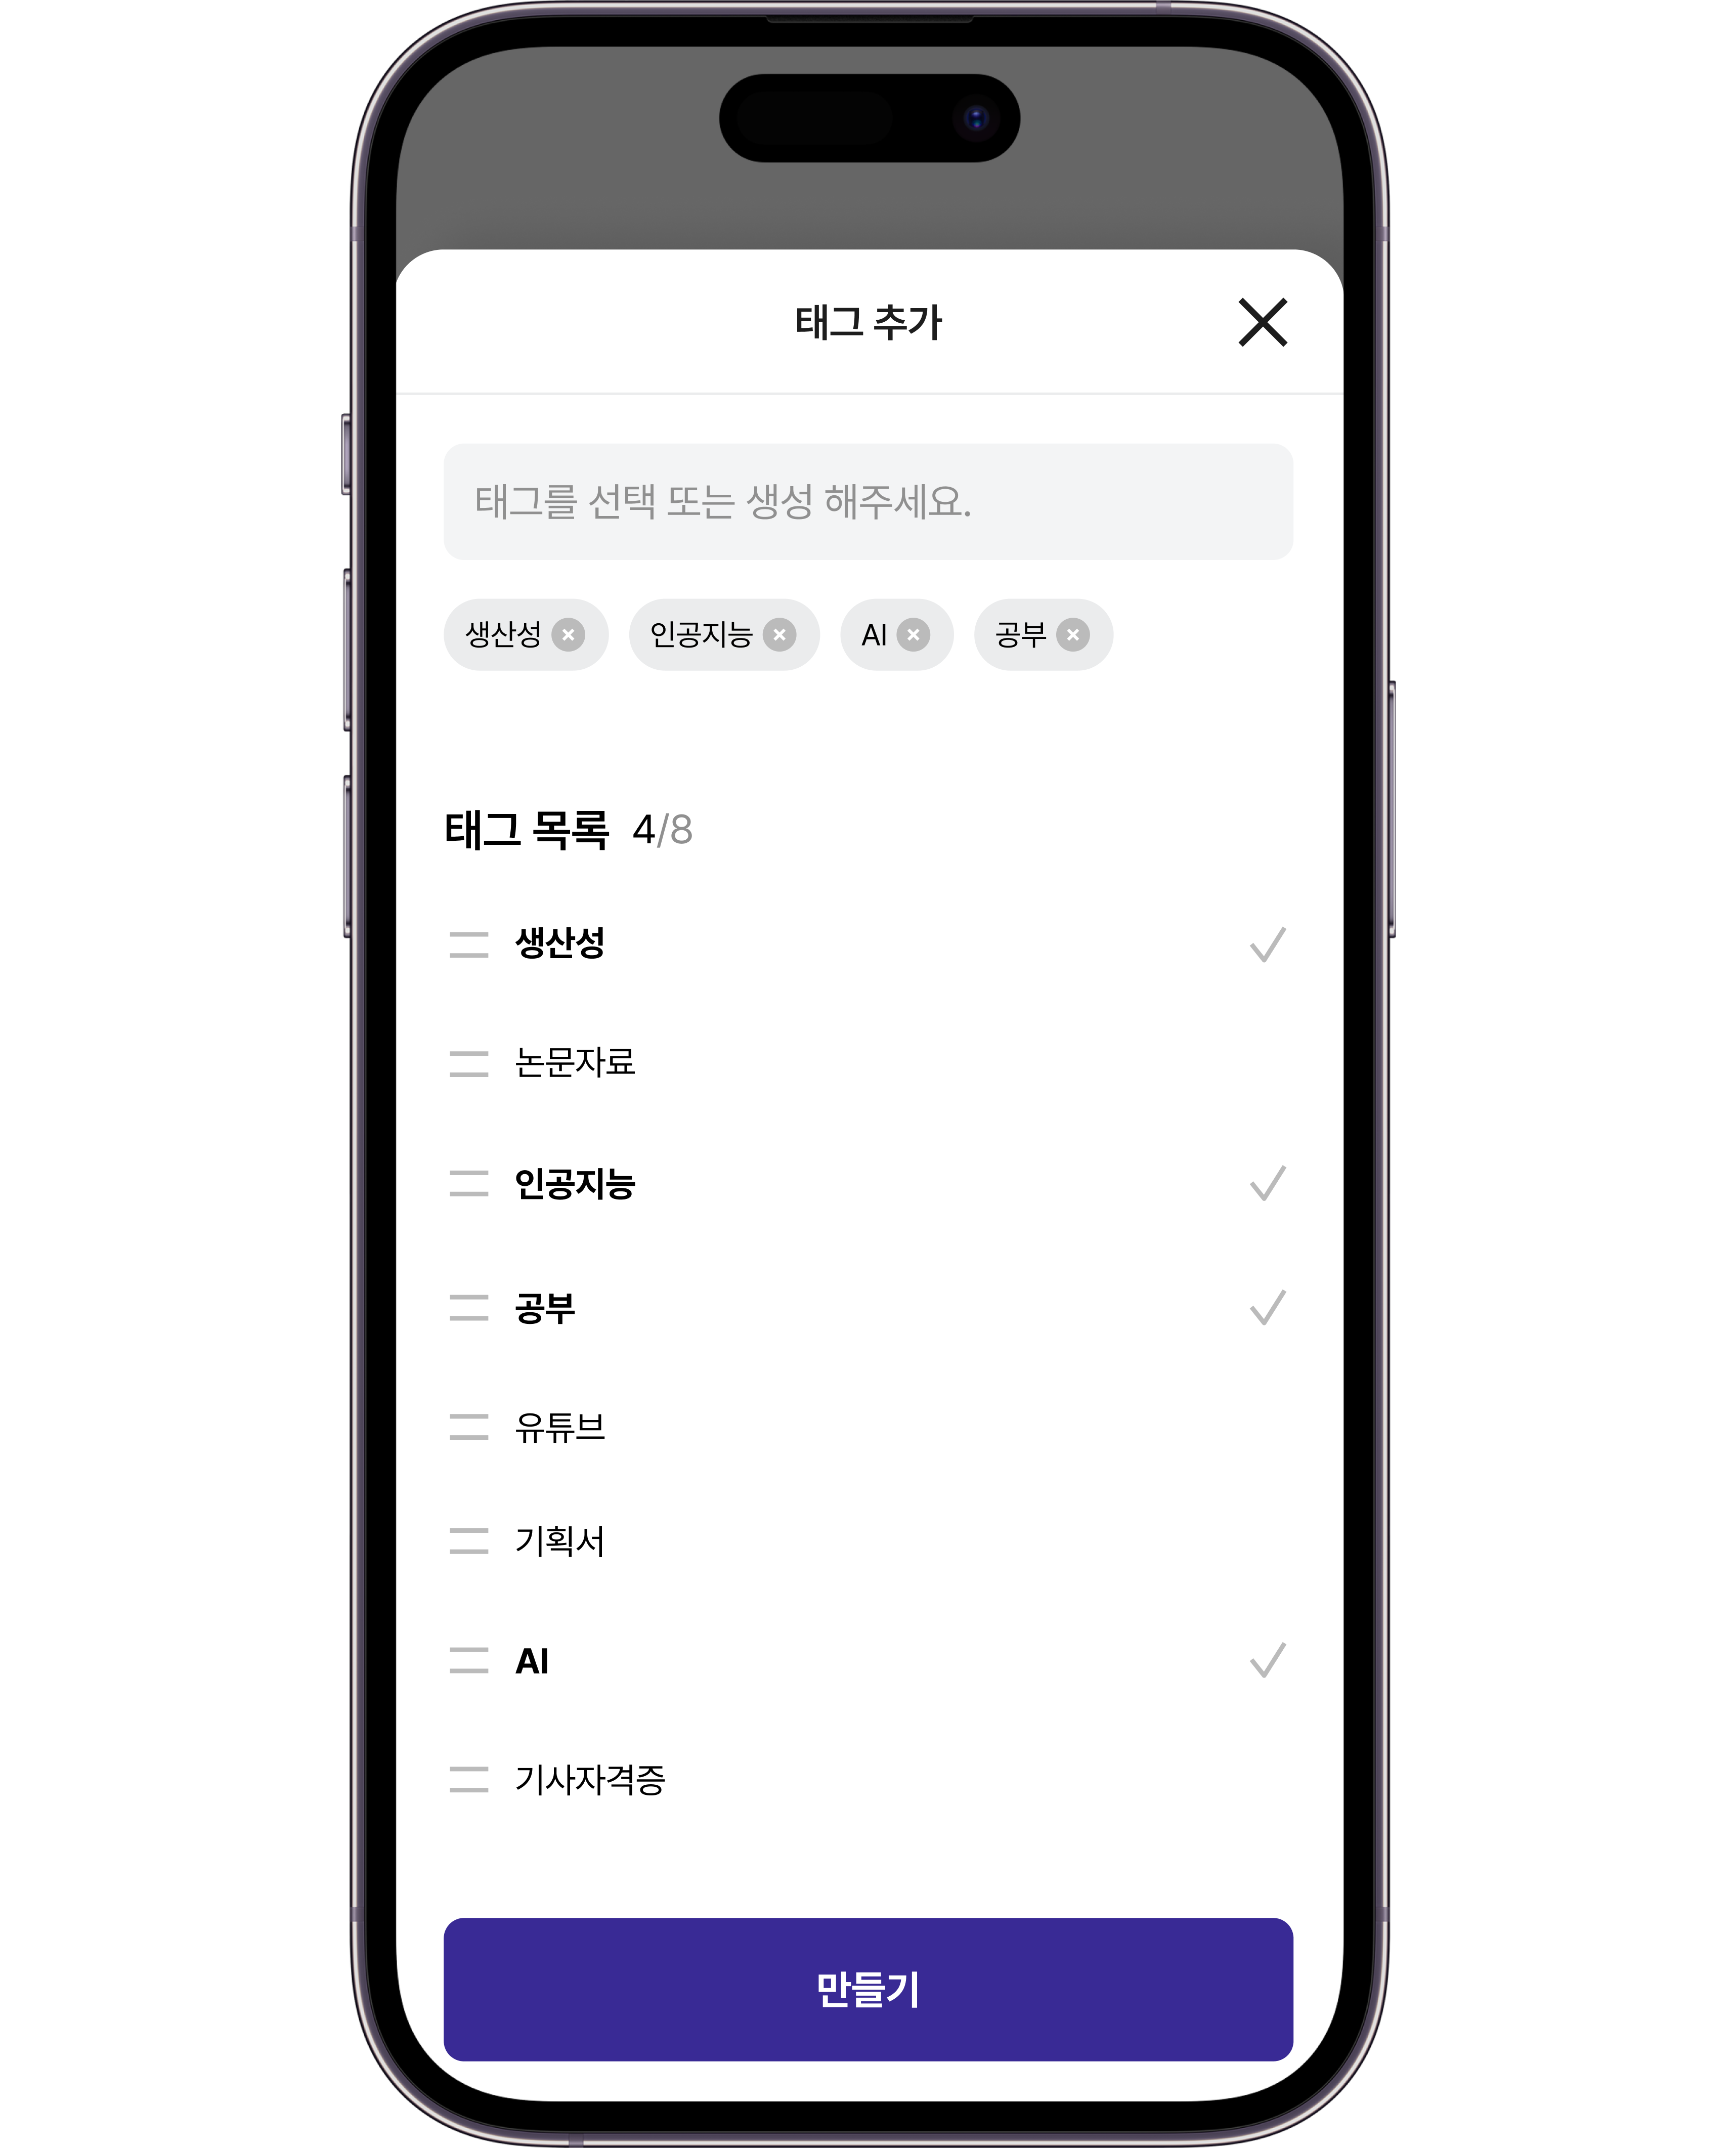 태그 추가
태그를 선택 또는 생성 해주세요.
생산성 인공지능 AI 공부
태그 목록 4/8
생산성
논문자료
인공지능
공부
유튜브
기획서
AI
기사자격증
만들기